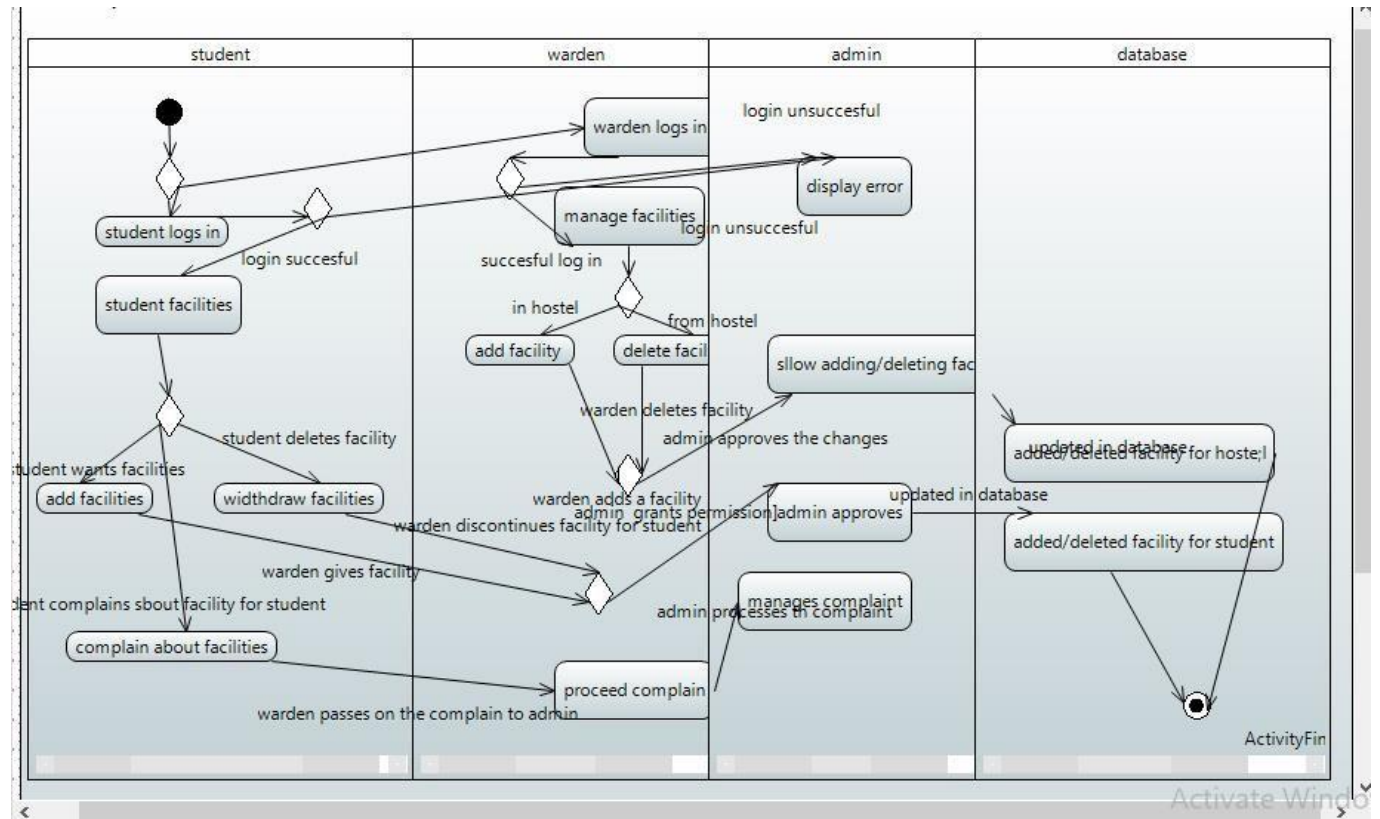 student
warden
admin
database
warden logs in
login unsuccesful
display error
student logs in
manage facilities
login unsuccesful
login succesful
succesful log in
student facilities
in hostel
from hostel
add facility
delete facil
sllow adding/deleting fac
warden deletes facility
student deletes facility
admin approves the changes
updated in database
added/deleted facility for hoste;l
tudent wants facilities
add facilities
widthdraw facilities
warden adds a facility
updated in database
admin grants permission]
admin approves
warden discontinues facility for student
added/deleted facility for student
warden gives facility
dent complains sbout facility for student
manages complaint
admin processes th complaint
complain about facilities
proceed complain
warden passes on the complain to admin
ActivityFin
Activate Windo